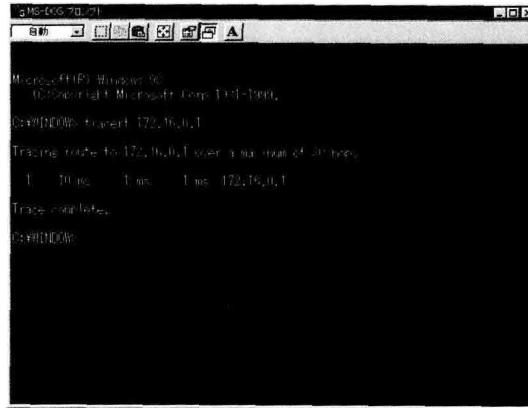 MS-DOS プロンプト
自動
A
Microsoft(R) Windows 98
(C)Copyright Microsoft Corp 1981-1999.
C:¥WINDOWS> tracert 172.16.0.1
Tracing route to 172.16.0.1 over a maximum of 30 hops
1 10 ms 1 ms 1 ms 172.16.0.1
Trace complete.
C:¥WINDOWS>